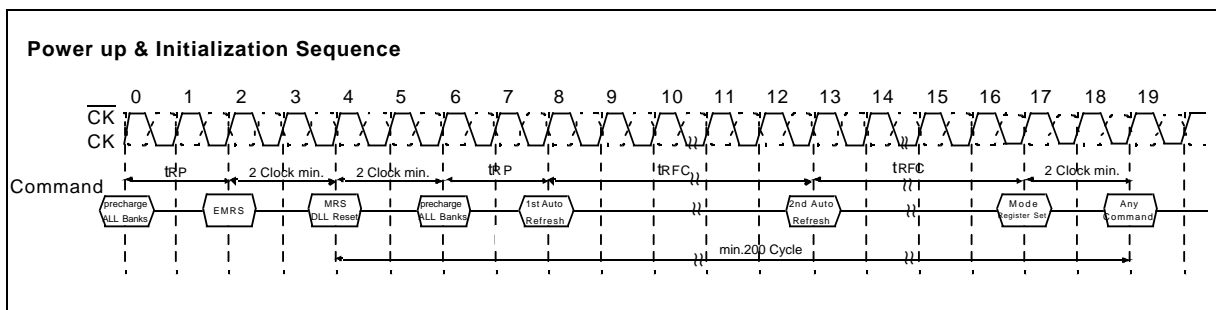 Power up & Initialization Sequence
0 1 2 3 4 5 6 7 8 9 10 11 12 13 14 15 16 17 18 19
CK
CK
tRP 2 Clock min. 2 Clock min. tRP tRFC tRFC 2 Clock min.
Command
precharge ALL Banks
EMRS
MRS
DLL Reset
precharge
ALL Banks
1st Auto
Refresh
2nd Auto
Refresh
Mode
Register Set
Any
Command
min.200 Cycle